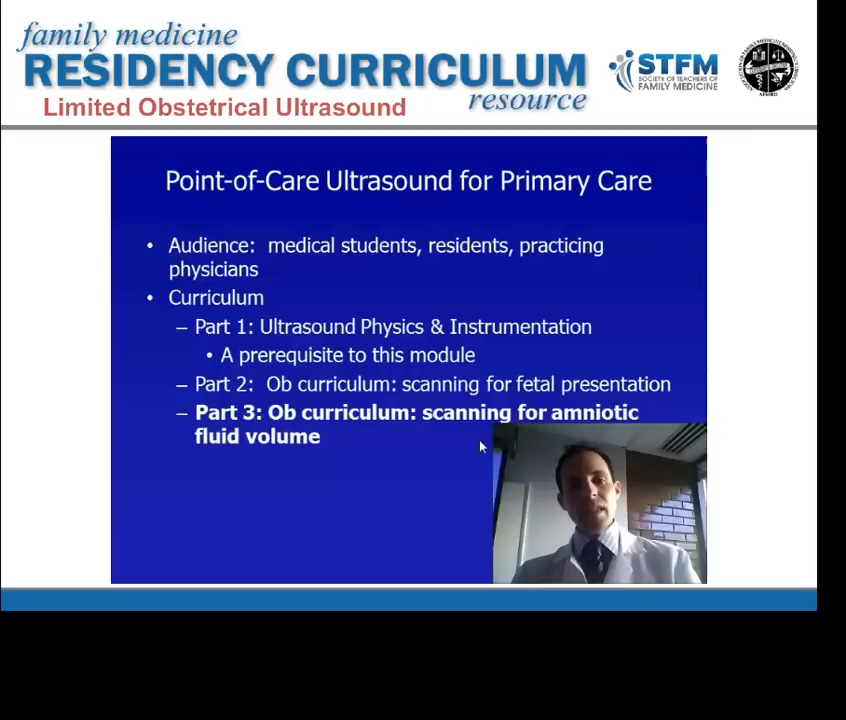 family medicine
RESIDENCY CURRICULUM
resource
Limited Obstetrical Ultrasound
STFM
SOCIETY OF TEACHERS OF
FAMILY MEDICINE
Point-of-Care Ultrasound for Primary Care
• Audience: medical students, residents, practicing
physicians
• Curriculum
– Part 1: Ultrasound Physics & Instrumentation
• A prerequisite to this module
– Part 2: Ob curriculum: scanning for fetal presentation
– Part 3: Ob curriculum: scanning for amniotic
fluid volume